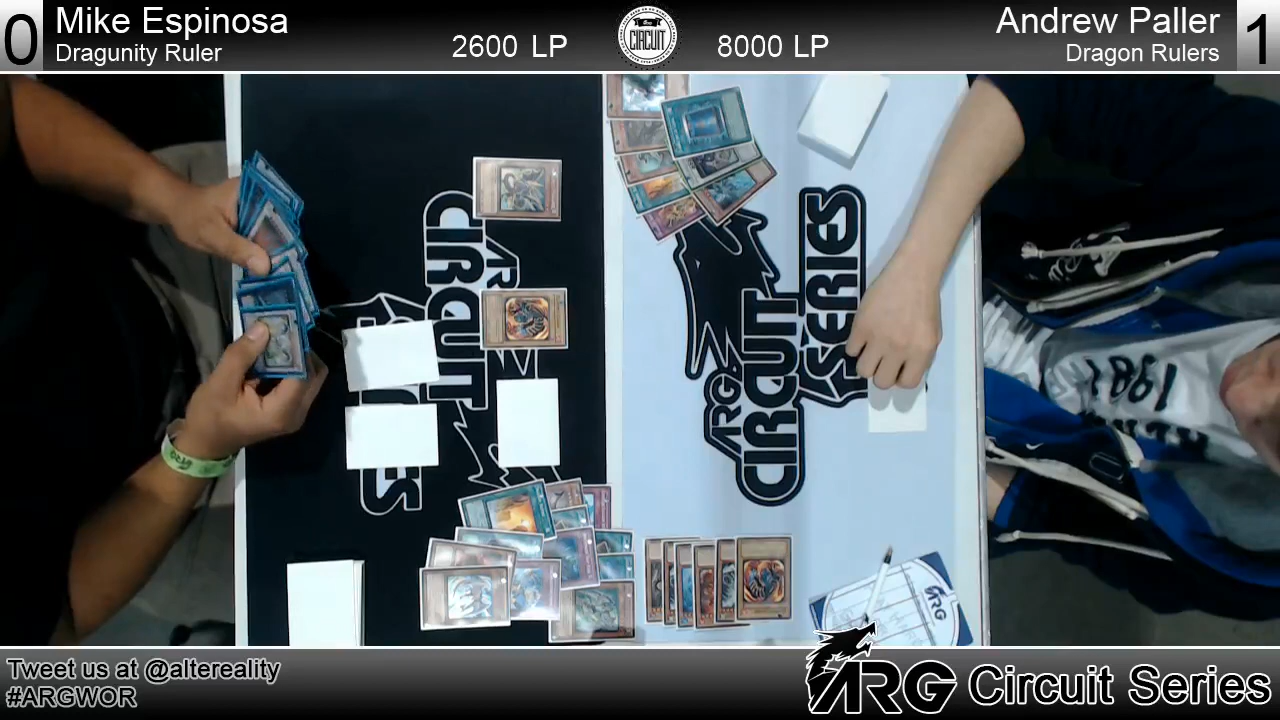 0
Mike Espinosa
Dragunity Ruler
2600 LP
CIRCUIT
8000 LP
Andrew Paller
Dragon Rulers
1
CIRCUIT
ARG
CIRCUIT
SERIES
1981
ARG
ARG
Tweet us at @altereality
#ARGWOR
ARG Circuit Series